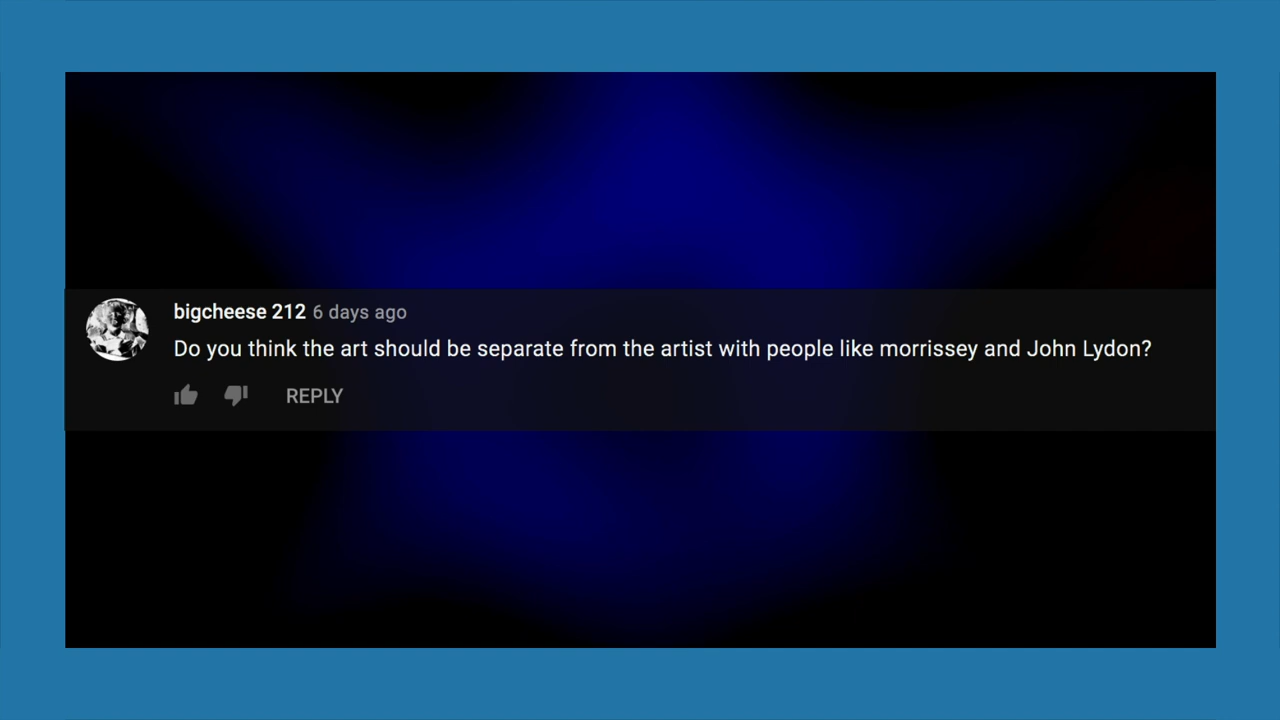 bigcheese 212 6 days ago
Do you think the art should be separate from the artist with people like morrissey and John Lydon?
REPLY